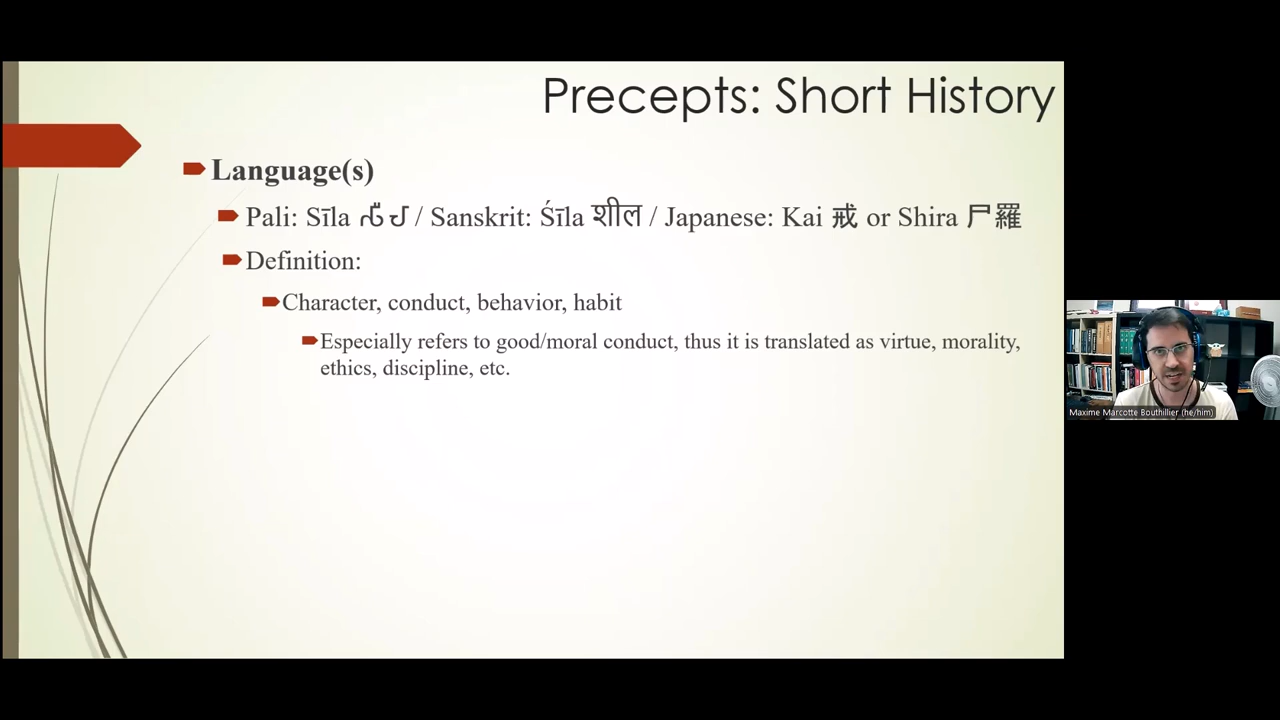 Precepts: Short History
Language(s)
Pali: Sīla / Sanskrit: Śīla शील / Japanese: Kai 戒 or Shira 尸羅
Definition:
Character, conduct, behavior, habit
Especially refers to good/moral conduct, thus it is translated as virtue, morality,
ethics, discipline, etc.
Maxime Marcotte Bouthillier (he/him)